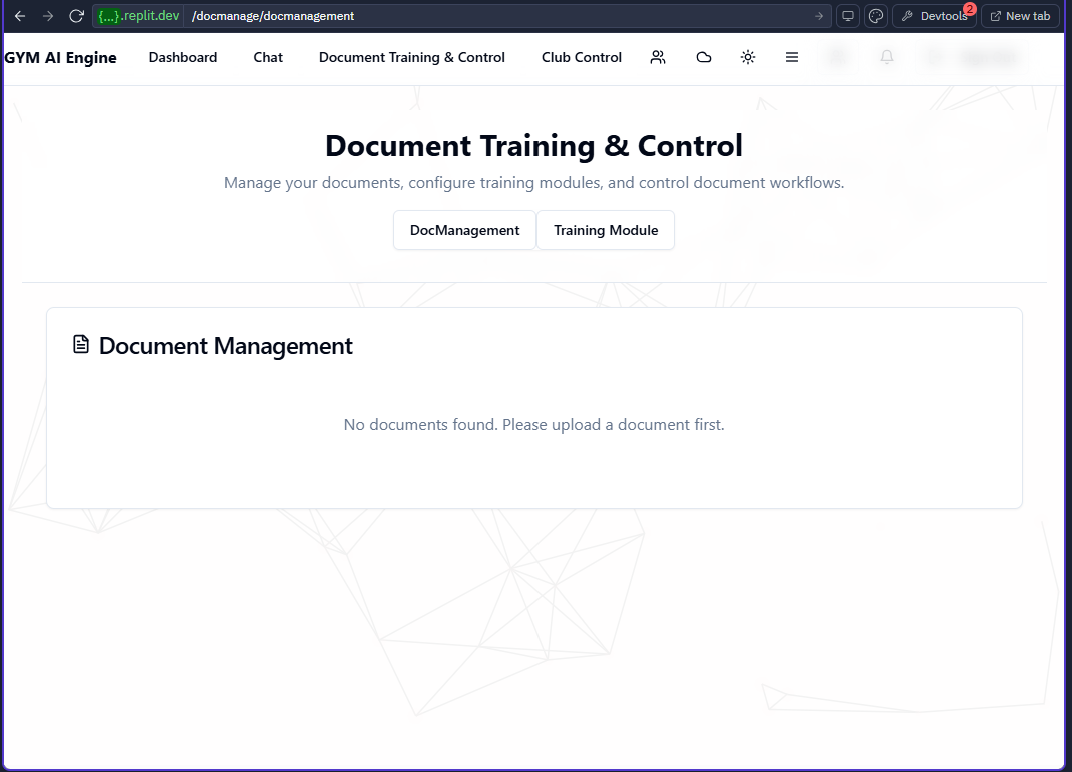 {...}.replit.dev /docmanage/docmanagement Devtools 2 New tab
GYM AI Engine Dashboard Chat Document Training & Control Club Control
Document Training & Control
Manage your documents, configure training modules, and control document workflows.
DocManagement Training Module
Document Management
No documents found. Please upload a document first.